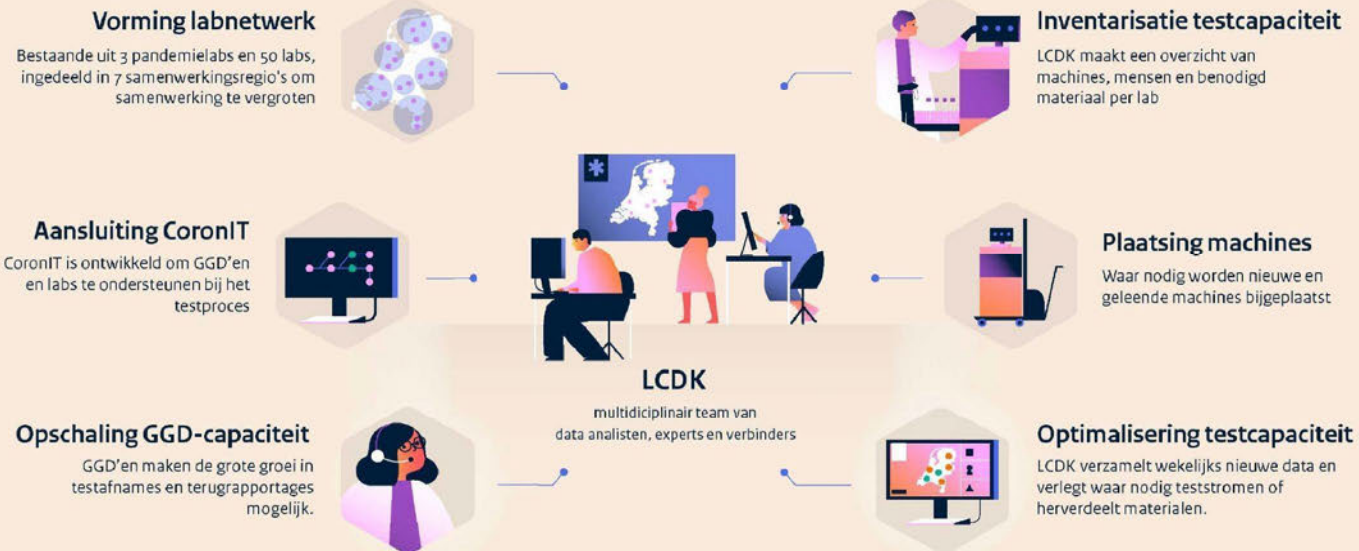 Vorming labnetwerk
Bestaande uit 3 pandemielabs en 50 labs,
ingedeeld in 7 samenwerkingsregio's om
samenwerking te vergroten
Inventarisatie testcapaciteit
LCDK maakt een overzicht van
machines, mensen en benodigd
materiaal per lab
Aansluiting CoronIT
CoronIT is ontwikkeld om GGD'en
en labs te ondersteunen bij het
testproces
Plaatsing machines
Waar nodig worden nieuwe en
geleende machines bijgeplaatst
LCDK
multidiciplinair team van
data analisten, experts en verbinders
Opschaling GGD-capaciteit
GGD'en maken de grote groei in
testafnames en terugrapportages
mogelijk.
Optimalisering testcapaciteit
LCDK verzamelt wekelijks nieuwe data en
verlegt waar nodig teststromen of
herverdeelt materialen.